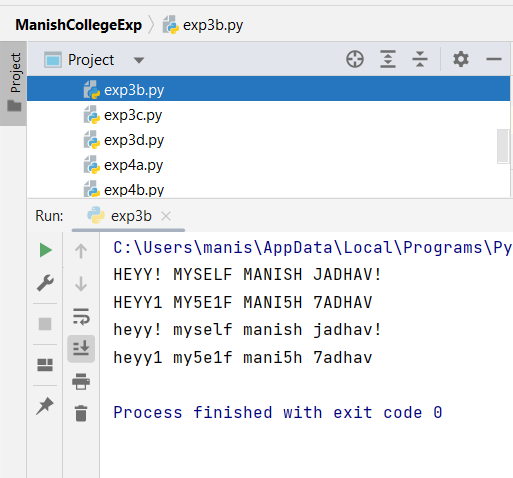 ManishCollegeExp exp3b.py
Project
Project
exp3b.py
exp3c.py
exp3d.py
exp4a.py
exp4b.py
Run: exp3b
C:\Users\manis\AppData\Local\Programs\Py
HEYY! MYSELF MANISH JADHAV!
HEYY1 MY5E1F MANI5H 7ADHAV
heyy! myself manish jadhav!
heyy1 my5e1f mani5h 7adhav
Process finished with exit code 0